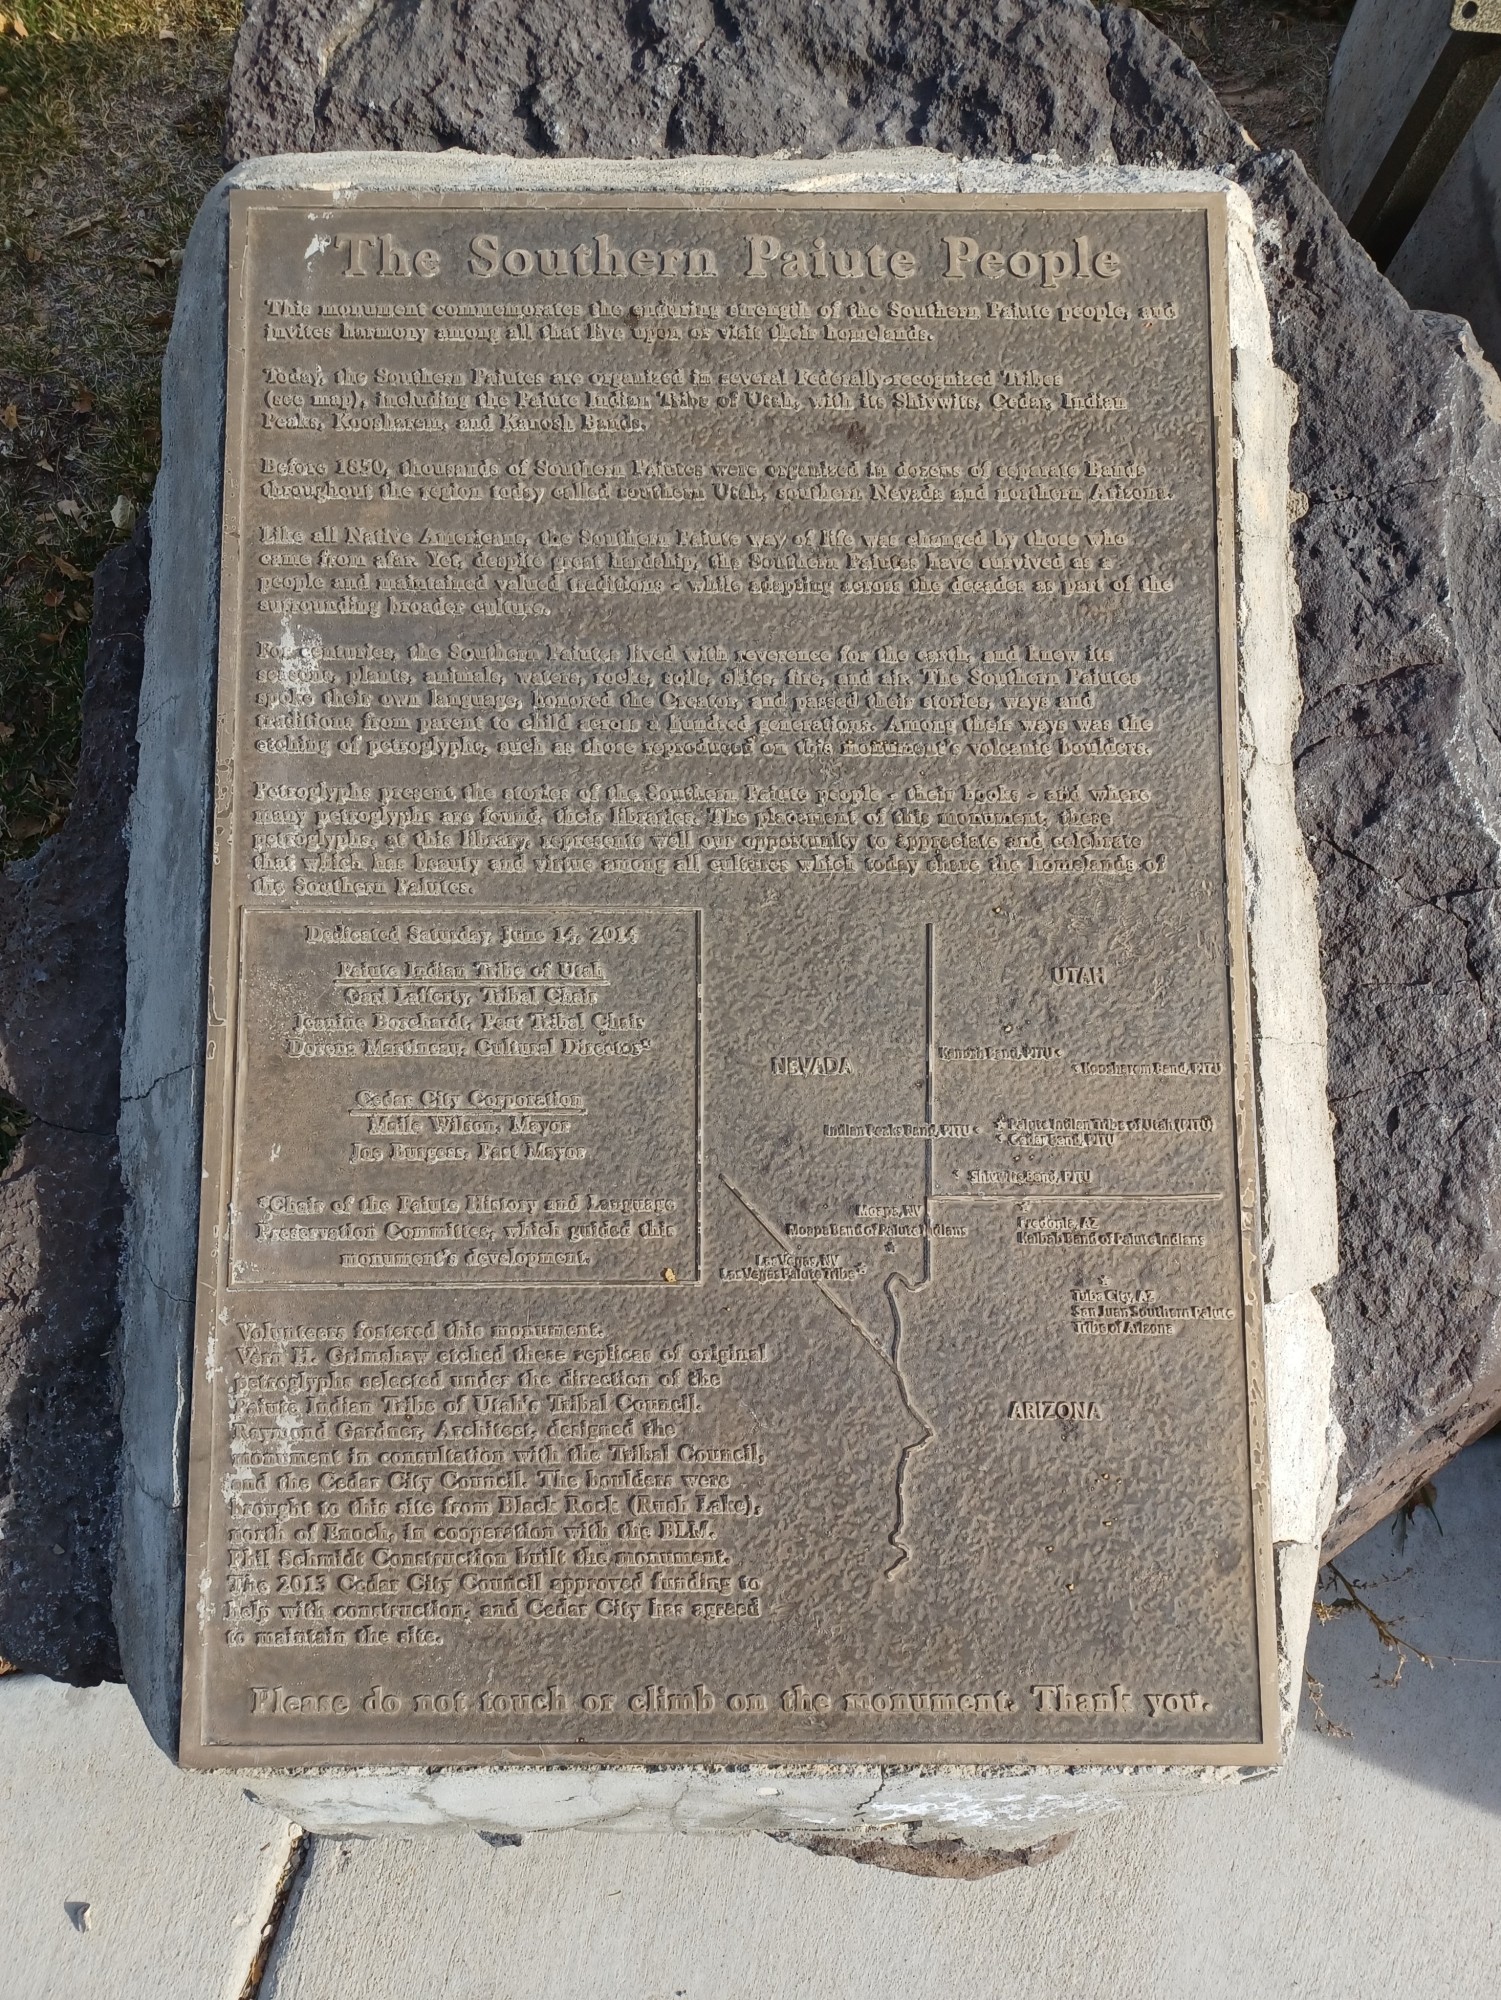 The Southern Paiute People
This monument commemorates the enduring strength of the Southern Paiute people, and
invites harmony among all that live upon or visit their homelands.
Today, the Southern Paiutes are organized in several Federally-recognized Tribes
(see map), including the Paiute Indian Tribe of Utah, with its Shivwits, Cedar, Indian
Peaks, Koosharem, and Kanosh Bands.
Before 1850, thousands of Southern Paiutes were organized in dozens of separate Bands
throughout the region today called southern Utah, southern Nevada and northern Arizona.
Like all Native Americans, the Southern Paiute way of life was changed by those who
came from afar. Yet, despite great hardship, the Southern Paiutes have survived as a
people and maintained valued traditions - while adapting across the decades as part of the
surrounding broader culture.
For centuries, the Southern Paiutes lived with reverence for the earth, and knew its
seasons, plants, animals, waters, rocks, soils, skies, fire, and air. The Southern Paiutes
spoke their own language, honored the Creator, and passed their stories, ways and
traditions from parent to child across a hundred generations. Among their ways was the
etching of petroglyphs, such as those reproduced on this monument's volcanic boulders.
Petroglyphs present the stories of the Southern Paiute people - their books - and where
many petroglyphs are found, their libraries. The placement of this monument, these
petroglyphs, at this library, represents well our opportunity to appreciate and celebrate
that which has beauty and virtue among all cultures which today share the homelands of
the Southern Paiutes.
Dedicated Saturday, June 14, 2014
Paiute Indian Tribe of Utah
Gari Lafferty, Tribal Chair
Jeanine Borchardt, Past Tribal Chair
Dorena Martineau, Cultural Director*
Cedar City Corporation
Maile Wilson, Mayor
Joe Burgess, Past Mayor
*Chair of the Paiute History and Language
Preservation Committee, which guided this
monument's development.
UTAH
NEVADA
Kanosh Band, PITU
Koosharem Band, PITU
Indian Peaks Band, PITU
Paiute Indian Tribe of Utah (PITU)
Cedar Band, PITU
Shivwits Band, PITU
Moapa, NV
Moapa Band of Paiute Indians
Fredonia, AZ
Kaibab Band of Paiute Indians
Las Vegas, NV
Las Vegas Paiute Tribe
Tuba City, AZ
San Juan Southern Paiute
Tribe of Arizona
ARIZONA
Volunteers fostered this monument.
Vern H. Grimshaw etched these replicas of original
petroglyphs selected under the direction of the
Paiute Indian Tribe of Utah's Tribal Council.
Raymond Gardner, Architect, designed the
monument in consultation with the Tribal Council,
and the Cedar City Council. The boulders were
brought to this site from Black Rock (Rush Lake),
north of Enoch, in cooperation with the BLM.
Phil Schmidt Construction built the monument.
The 2013 Cedar City Council approved funding to
help with construction, and Cedar City has agreed
to maintain the site.
Please do not touch or climb on the monument. Thank you.